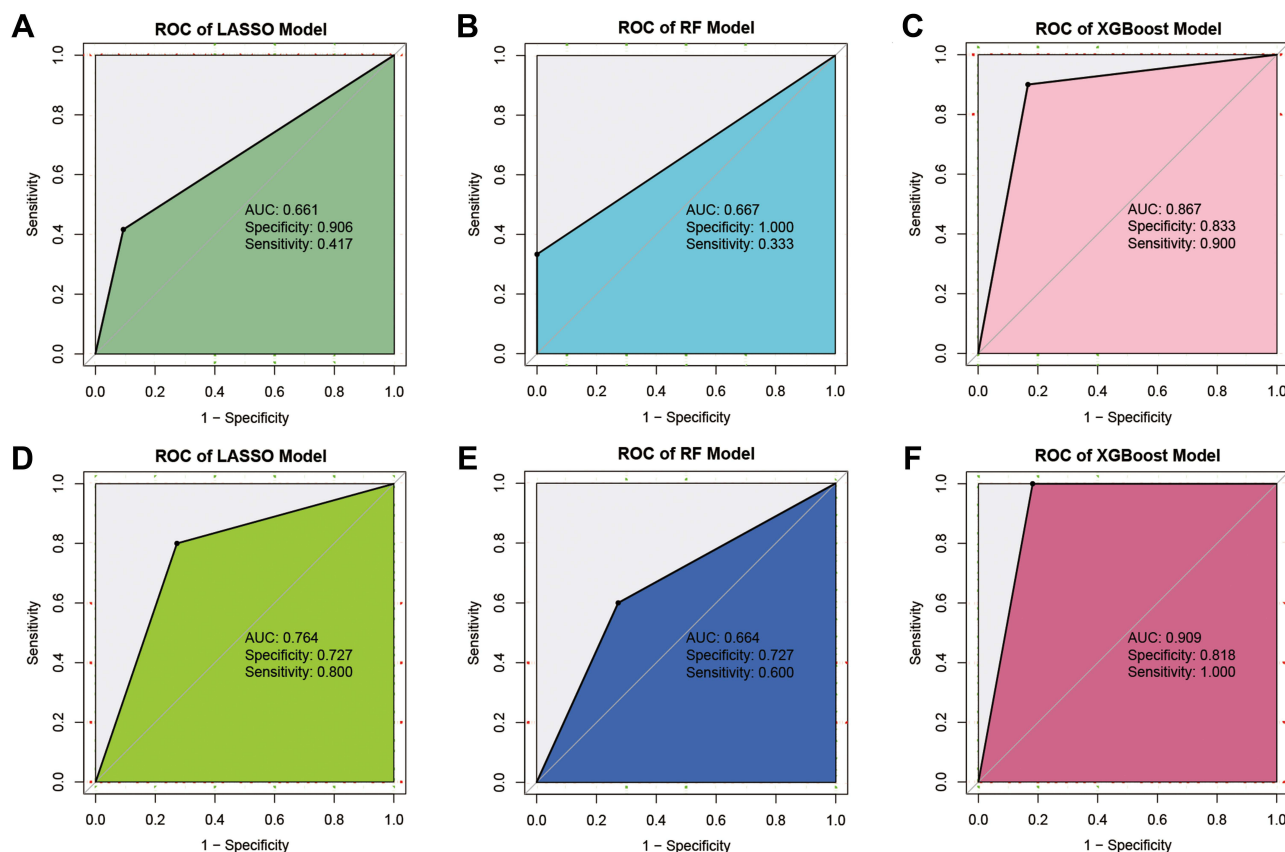 A
ROC of LASSO Model
Sensitivity
1.0
0.8
0.6
0.4
0.2
0.0
AUC: 0.661
Specificity: 0.906
Sensitivity: 0.417
0.0 0.2 0.4 0.6 0.8 1.0
1 − Specificity
B
ROC of RF Model
Sensitivity
1.0
0.8
0.6
0.4
0.2
0.0
AUC: 0.667
Specificity: 1.000
Sensitivity: 0.333
0.0 0.2 0.4 0.6 0.8 1.0
1 − Specificity
C
ROC of XGBoost Model
Sensitivity
1.0
0.8
0.6
0.4
0.2
0.0
AUC: 0.867
Specificity: 0.833
Sensitivity: 0.900
0.0 0.2 0.4 0.6 0.8 1.0
1 − Specificity
D
ROC of LASSO Model
Sensitivity
1.0
0.8
0.6
0.4
0.2
0.0
AUC: 0.764
Specificity: 0.727
Sensitivity: 0.800
0.0 0.2 0.4 0.6 0.8 1.0
1 − Specificity
E
ROC of RF Model
Sensitivity
1.0
0.8
0.6
0.4
0.2
0.0
AUC: 0.664
Specificity: 0.727
Sensitivity: 0.600
0.0 0.2 0.4 0.6 0.8 1.0
1 − Specificity
F
ROC of XGBoost Model
Sensitivity
1.0
0.8
0.6
0.4
0.2
0.0
AUC: 0.909
Specificity: 0.818
Sensitivity: 1.000
0.0 0.2 0.4 0.6 0.8 1.0
1 − Specificity